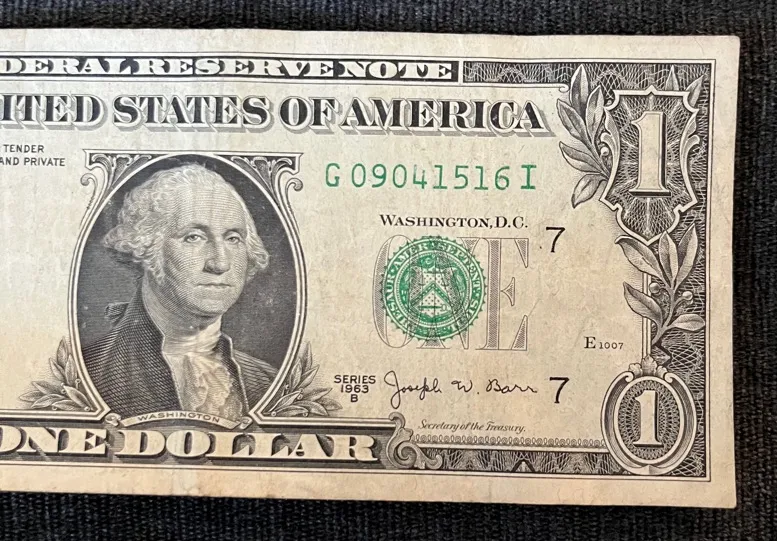 DERAL RESERVE NOTE
ITED STATES OF AMERICA
TENDER
AND PRIVATE
1
G 09041516 I
WASHINGTON, D.C.
7
ONE
E 1007
SERIES
1963
B
Joseph W. Barr
7
Secretary of the Treasury.
WASHINGTON
ONE DOLLAR
1